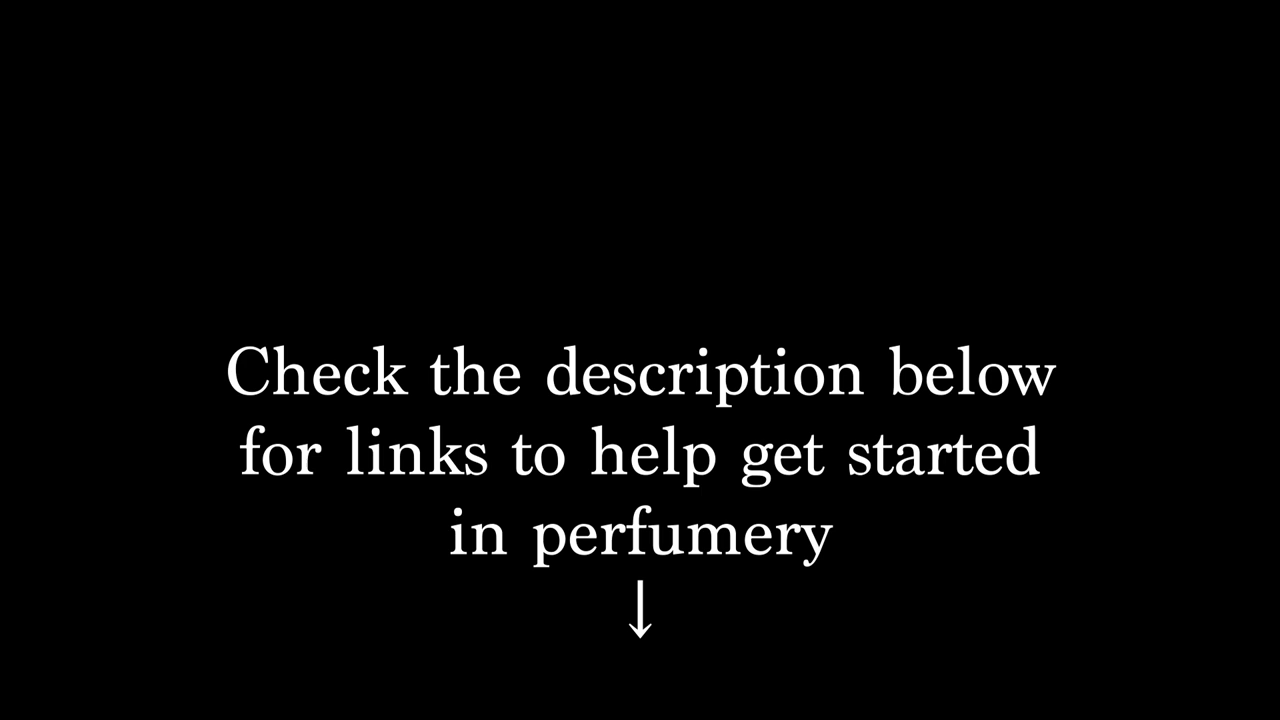 Check the description below
for links to help get started
in perfumery
↓